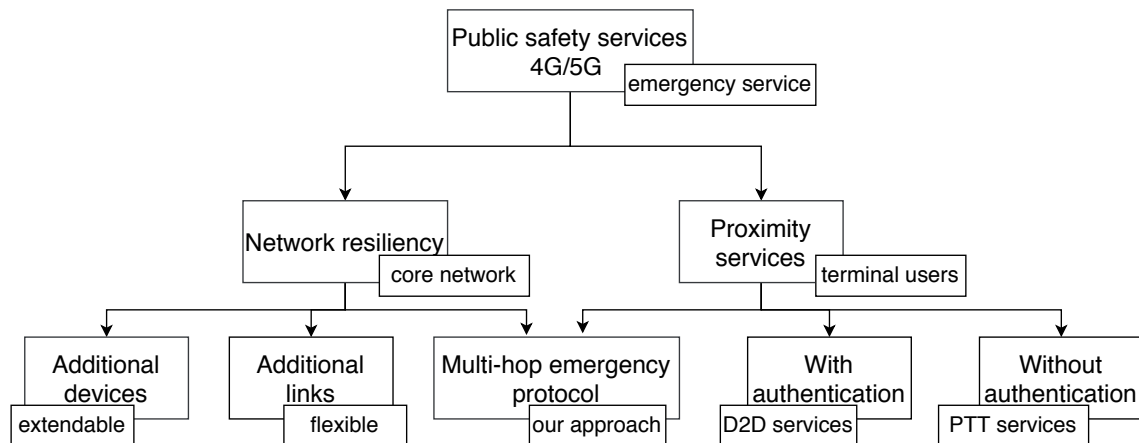 Public safety services
4G/5G
emergency service
Network resiliency
core network
Proximity
services
terminal users
Additional
devices
extendable
Additional
links
flexible
Multi-hop emergency
protocol
our approach
With
authentication
D2D services
Without
authentication
PTT services